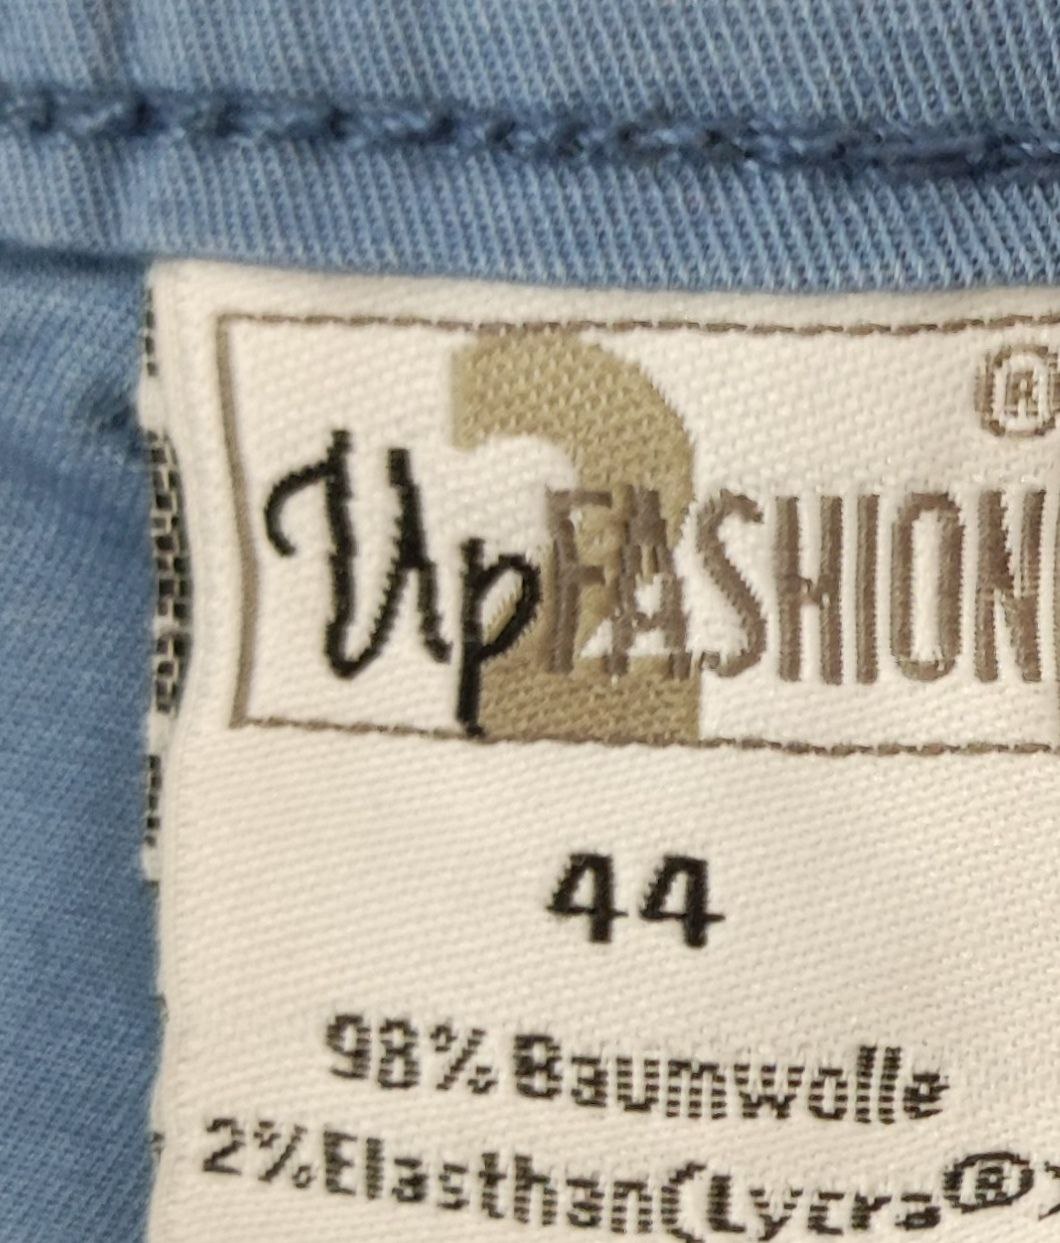 Up2FASHION®
44
98% Baumwolle
2% Elasthan(Lycra®)